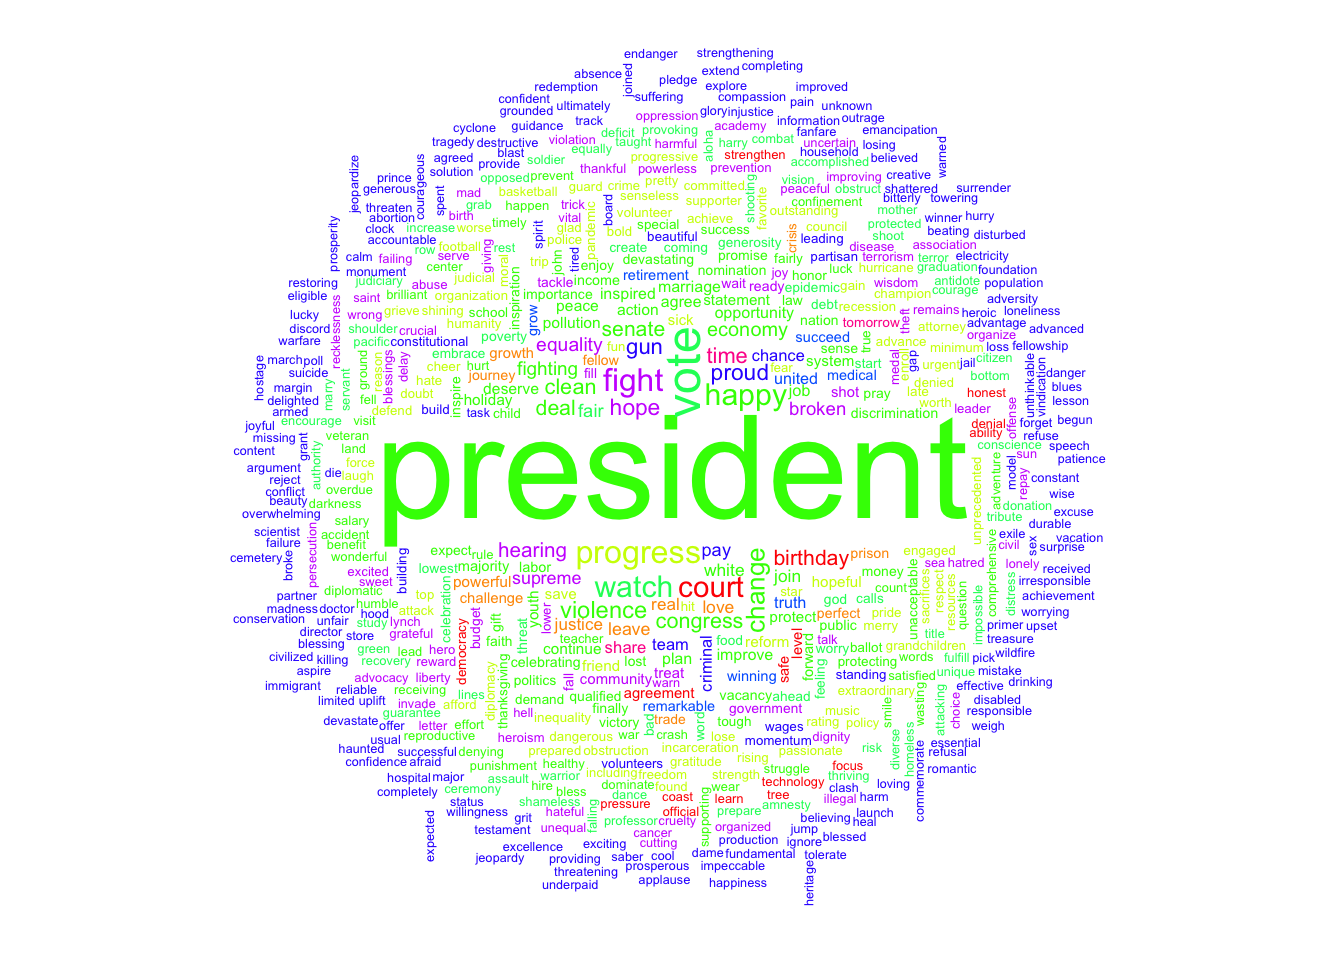 endanger strengthening
absence joined extend completing
redemption pledge explore improved
confident suffering compassion pain unknown
grounded ultimately oppression glory injustice information outrage
cyclone guidance track deficit provoking academy fanfare emancipation
tragedy destructive violation equally taught harmful aloha harry combat uncertain losing
agreed blast soldier progressive strengthen household believed warned
jeopardize prince solution provide opposed prevent thankful powerless prevention accomplished creative
generous courageous mad basketball guard crime pretty committed vision improving shattered surrender
threaten spent grab happen trick senseless supporter shooting favorite peaceful obstruct bitterly towering
abortion birth timely vital board volunteer achieve outstanding confinement mother winner hurry
clock increase worse spirit glad pandemic bold special success crisis council protected beating disturbed
prosperity accountable row football giving rest police beautiful generosity leading shoot association
calm failing serve moral trip john tired create coming promise fairly partisan disease electricity
monument center judicial enjoy devastating joy honor luck terrorism terror foundation
restoring judiciary abuse inspiration tackle income retirement nomination hurricane graduation population
eligible saint brilliant organization importance inspired marriage wait ready epidemic gain wisdom antidote adversity
lucky recklessness wrong grieve shining school grow peace action agree statement law debt champion courage loneliness
discord shoulder crucial humanity pollution sick opportunity recession theft remains heroic advantage
warfare pacific constitutional poverty senate vote economy nation tomorrow attorney organize advanced
hostage march poll ground reason blessings delay embrace growth equality fun gun time chance succeed true medal advance minimum loss fellowship
suicide marry servant cheer hurt fellow sense system start enroll gap urgent jail citizen danger
margin fell doubt hate inspire journey fighting fill fight proud fear united medical denied bottom unthinkable vindication blues
delighted defend deserve clean happy job shot pray late honest lesson
armed build holiday deal fair hope broken discrimination worth leader offense begun
joyful encourage visit task child denial forget
missing grant veteran president ability refuse speech
content authority land conscience sun patience
argument die force unprecedented adventure model repay constant
reject laugh
conflict overdue donation wise
beauty darkness tribute excuse
overwhelming salary durable
scientist persecution accident exile
failure benefit expect rule hearing progress pay change birthday prison engaged comprehensive civil sex vacation
cemetery broke wonderful building lowest majority labor white sea hatred lonely surprise
excited powerful supreme join money unacceptable sacrifices respect resolution question distress received
partner diplomatic sweet top challenge save watch court star hopeful count impossible irresponsible
madness doctor humble attack celebration gift youth lower violence real hit love truth god calls pride achievement
conservation hood lynch budget congress protect perfect merry title worrying
unfair study justice leave public primer upset
director store grateful faith threat teacher team criminal food reform level forward talk ballot grandchildren treasure
blessing green lead hero democracy continue share improve safe worry words fulfill pick wildfire
civilized killing recovery reward celebrating friend lost plan winning feeling protecting satisfied unique mistake
aspire advocacy liberty thanksgiving politics fall community treat warn standing effective drinking
immigrant reliable receiving lines diplomacy demand qualified agreement vacancy ahead extraordinary smile wasting attacking choice disabled
limited uplift invade afford hell finally remarkable government music responsible
devastate guarantee letter effort inequality victory bad trade word tough rating policy weigh
offer reproductive heroism war crash lose wages dignity diverse homeless
usual successful denying dangerous momentum essential
haunted prepared obstruction incarceration rising passionate risk refusal
confidence afraid punishment healthy volunteers gratitude struggle focus commemorate romantic
hospital major assault warrior including freedom strength technology thriving loving
completely ceremony hire bless dominate found wear tree clash harm
status shameless dance coast learn amnesty illegal launch
expected willingness grit hateful falling pressure official supporting prepare believing heal
testament unequal professor cruelty organized jump blessed
excellence exciting cancer production ignore
jeopardy cutting dame fundamental tolerate
providing saber cool
threatening prosperous impeccable heritage
underpaid applause happiness